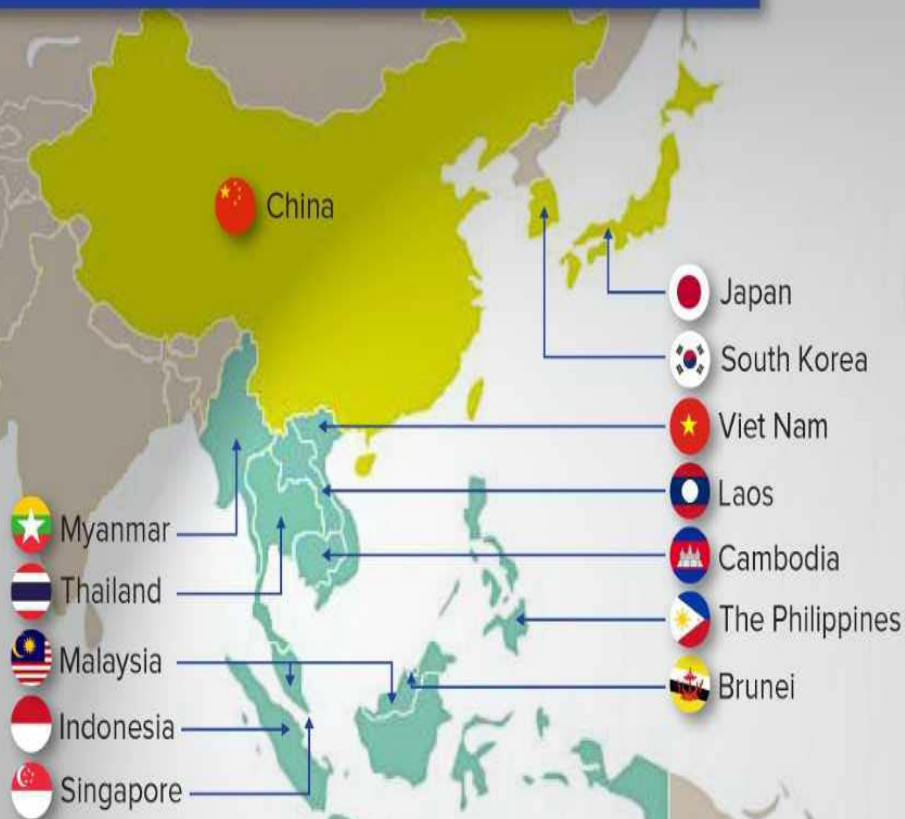 China
Japan
South Korea
Viet Nam
Laos
Cambodia
The Philippines
Brunei
Myanmar
Thailand
Malaysia
Indonesia
Singapore